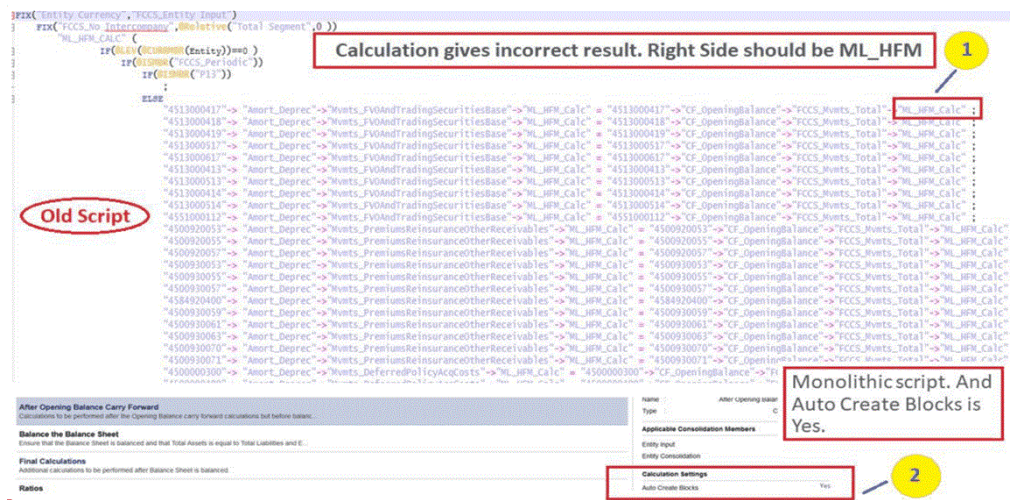 FIX("Entity Currency","FCCS_Entity Input")
FIX("FCCS_No Intercompany",@Relative("Total Segment",0 ))
"ML_HFM_CALC" (
IF(@LEV(@CURRMBR(Entity))==0 )
IF(@ISMBR("FCCS_Periodic"))
IF(@ISMBR("P13"))
;
ELSE
Calculation gives incorrect result. Right Side should be ML_HFM
1
"4513000417"-> "Amort_Deprec"->"Mvmts_FVOAndTradingSecuritiesBase"->"ML_HFM_Calc" = "4513000417"->"CF_OpeningBalance"->"FCCS_Mvmts_Total"->"ML_HFM_Calc" ;
"4513000418"-> "Amort_Deprec"->"Mvmts_FVOAndTradingSecuritiesBase"->"ML_HFM_Calc" = "4513000418"->"CF_OpeningBalance"->"FCCS_Mvmts_Total"->"ML_HFM_Calc" ;
"4513000419"-> "Amort_Deprec"->"Mvmts_FVOAndTradingSecuritiesBase"->"ML_HFM_Calc" = "4513000419"->"CF_OpeningBalance"->"FCCS_Mvmts_Total"->"ML_HFM_Calc" ;
"4513000517"-> "Amort_Deprec"->"Mvmts_FVOAndTradingSecuritiesBase"->"ML_HFM_Calc" = "4513000517"->"CF_OpeningBalance"->"FCCS_Mvmts_Total"->"ML_HFM_Calc" ;
"4513000617"-> "Amort_Deprec"->"Mvmts_FVOAndTradingSecuritiesBase"->"ML_HFM_Calc" = "4513000617"->"CF_OpeningBalance"->"FCCS_Mvmts_Total"->"ML_HFM_Calc" ;
"4513000413"-> "Amort_Deprec"->"Mvmts_FVOAndTradingSecuritiesBase"->"ML_HFM_Calc" = "4513000413"->"CF_OpeningBalance"->"FCCS_Mvmts_Total"->"ML_HFM_Calc" ;
"4513000513"-> "Amort_Deprec"->"Mvmts_FVOAndTradingSecuritiesBase"->"ML_HFM_Calc" = "4513000513"->"CF_OpeningBalance"->"FCCS_Mvmts_Total"->"ML_HFM_Calc" ;
"4513000414"-> "Amort_Deprec"->"Mvmts_FVOAndTradingSecuritiesBase"->"ML_HFM_Calc" = "4513000414"->"CF_OpeningBalance"->"FCCS_Mvmts_Total"->"ML_HFM_Calc" ;
"4513000514"-> "Amort_Deprec"->"Mvmts_FVOAndTradingSecuritiesBase"->"ML_HFM_Calc" = "4513000514"->"CF_OpeningBalance"->"FCCS_Mvmts_Total"->"ML_HFM_Calc" ;
"4551000112"-> "Amort_Deprec"->"Mvmts_FVOAndTradingSecuritiesBase"->"ML_HFM_Calc" = "4551000112"->"CF_OpeningBalance"->"FCCS_Mvmts_Total"->"ML_HFM_Calc" ;
"4500920053"-> "Amort_Deprec"->"Mvmts_PremiumsReinsuranceOtherReceivables"->"ML_HFM_Calc" = "4500920053"->"CF_OpeningBalance"->"FCCS_Mvmts_Total"->"ML_HFM_Calc"
"4500920055"-> "Amort_Deprec"->"Mvmts_PremiumsReinsuranceOtherReceivables"->"ML_HFM_Calc" = "4500920055"->"CF_OpeningBalance"->"FCCS_Mvmts_Total"->"ML_HFM_Calc"
"4500920057"-> "Amort_Deprec"->"Mvmts_PremiumsReinsuranceOtherReceivables"->"ML_HFM_Calc" = "4500920057"->"CF_OpeningBalance"->"FCCS_Mvmts_Total"->"ML_HFM_Calc"
"4500930053"-> "Amort_Deprec"->"Mvmts_PremiumsReinsuranceOtherReceivables"->"ML_HFM_Calc" = "4500930053"->"CF_OpeningBalance"->"FCCS_Mvmts_Total"->"ML_HFM_Calc"
"4500930055"-> "Amort_Deprec"->"Mvmts_PremiumsReinsuranceOtherReceivables"->"ML_HFM_Calc" = "4500930055"->"CF_OpeningBalance"->"FCCS_Mvmts_Total"->"ML_HFM_Calc"
"4500930057"-> "Amort_Deprec"->"Mvmts_PremiumsReinsuranceOtherReceivables"->"ML_HFM_Calc" = "4500930057"->"CF_OpeningBalance"->"FCCS_Mvmts_Total"->"ML_HFM_Calc"
"4584920400"-> "Amort_Deprec"->"Mvmts_PremiumsReinsuranceOtherReceivables"->"ML_HFM_Calc" = "4584920400"->"CF_OpeningBalance"->"FCCS_Mvmts_Total"->"ML_HFM_Calc"
"4500930059"-> "Amort_Deprec"->"Mvmts_PremiumsReinsuranceOtherReceivables"->"ML_HFM_Calc" = "4500930059"->"CF_OpeningBalance"->"FCCS_Mvmts_Total"->"ML_HFM_Calc"
"4500930061"-> "Amort_Deprec"->"Mvmts_PremiumsReinsuranceOtherReceivables"->"ML_HFM_Calc" = "4500930061"->"CF_OpeningBalance"->"FCCS_Mvmts_Total"->"ML_HFM_Calc"
"4500930063"-> "Amort_Deprec"->"Mvmts_PremiumsReinsuranceOtherReceivables"->"ML_HFM_Calc" = "4500930063"->"CF_OpeningBalance"->"FCCS_Mvmts_Total"->"ML_HFM_Calc"
"4500930070"-> "Amort_Deprec"->"Mvmts_PremiumsReinsuranceOtherReceivables"->"ML_HFM_Calc" = "4500930070"->"CF_OpeningBalance"->"FCCS_Mvmts_Total"->"ML_HFM_Calc"
"4500930071"-> "Amort_Deprec"->"Mvmts_PremiumsReinsuranceOtherReceivables"->"ML_HFM_Calc" = "4500930071"->"CF_OpeningBalance"->"FCCS_Mvmts_Total"->"ML_HFM_Calc"
"4500000300"-> "Amort_Deprec"->"Mvmts_DeferredPolicyAcqCosts"->"ML_HFM_Calc" = "4500000300"->"CF_OpeningBalance"->
Old Script
Monolithic script. And
Auto Create Blocks is
Yes.
After Opening Balance Carry Forward
Calculations to be performed after the Opening Balance carry forward calculations but before balanc...
Balance the Balance Sheet
Ensure that the Balance Sheet is balanced and that Total Assets is equal to Total Liabilities and E...
Final Calculations
Additional calculations to be performed after Balance Sheet is balanced...
Ratios
Name After Opening Balan
Type C
Applicable Consolidation Members
Entity Input
Entity Consolidation
Calculation Settings
Auto Create Blocks Yes
2